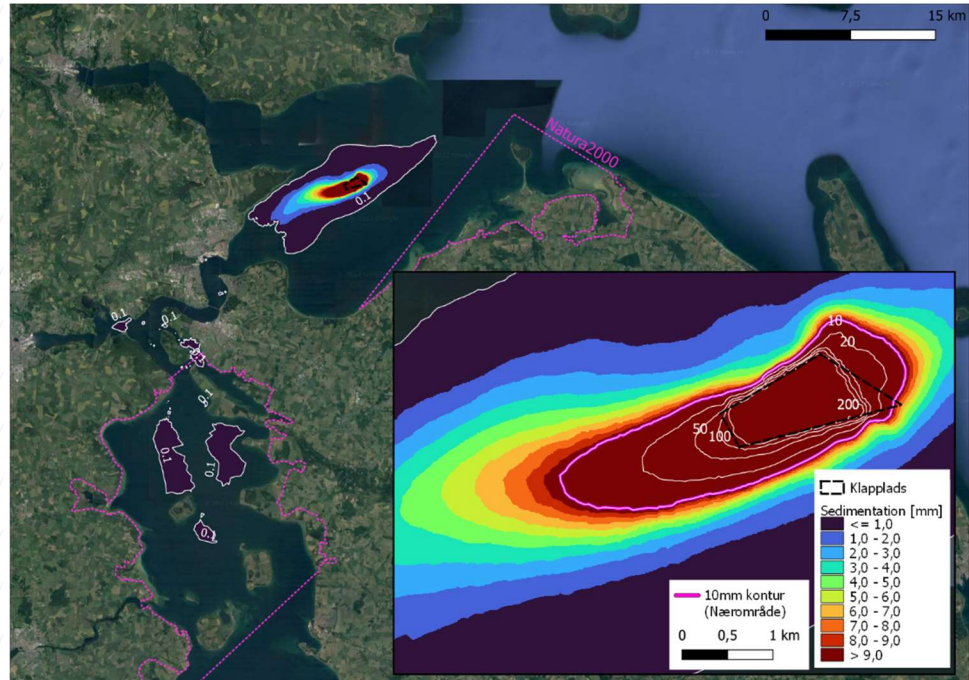 0 7,5 15 km
Natura2000
0.1
0.1
0.1
0.1
0.1
0.1
0.1
10
20
50
100
200
Klapplads
Sedimentation [mm]
<= 1,0
1,0 - 2,0
2,0 - 3,0
3,0 - 4,0
4,0 - 5,0
5,0 - 6,0
6,0 - 7,0
7,0 - 8,0
8,0 - 9,0
> 9,0
10mm kontur
(Nærområde)
0 0,5 1 km